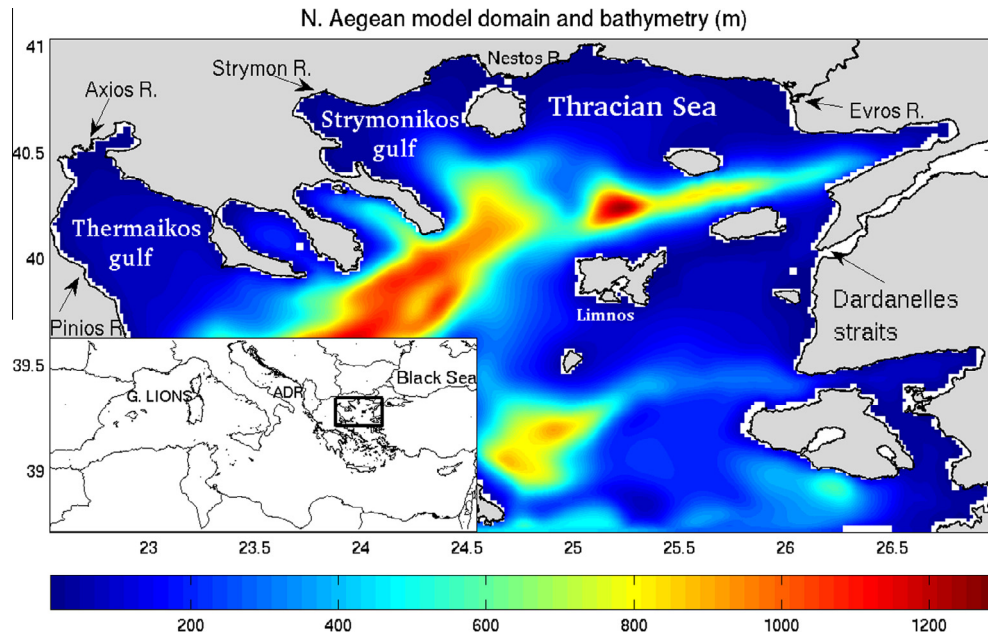 N. Aegean model domain and bathymetry (m)
41
Nestos R.
Strymon R.
Axios R.
Thracian Sea
Evros R.
Strymonikos
gulf
40.5
Thermaikos
gulf
40
Dardanelles
straits
Limnos
Pinios R.
39.5
Black Sea
G. LIONS
ADR
39
23
23.5
24
24.5
25
25.5
26
26.5
200
400
600
800
1000
1200